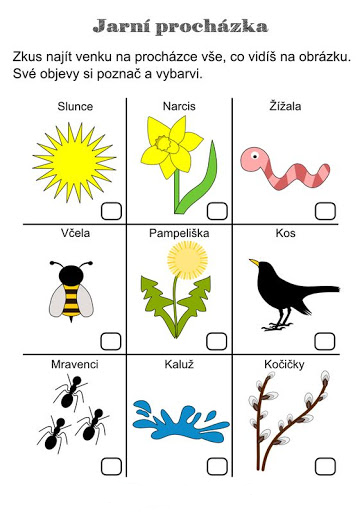 Jarní procházka
Zkus najít venku na procházce vše, co vidíš na obrázku.
Své objevy si poznač a vybarvi.
Slunce
Narcis
Žížala
Včela
Pampeliška
Kos
Mravenci
Kaluž
Kočičky